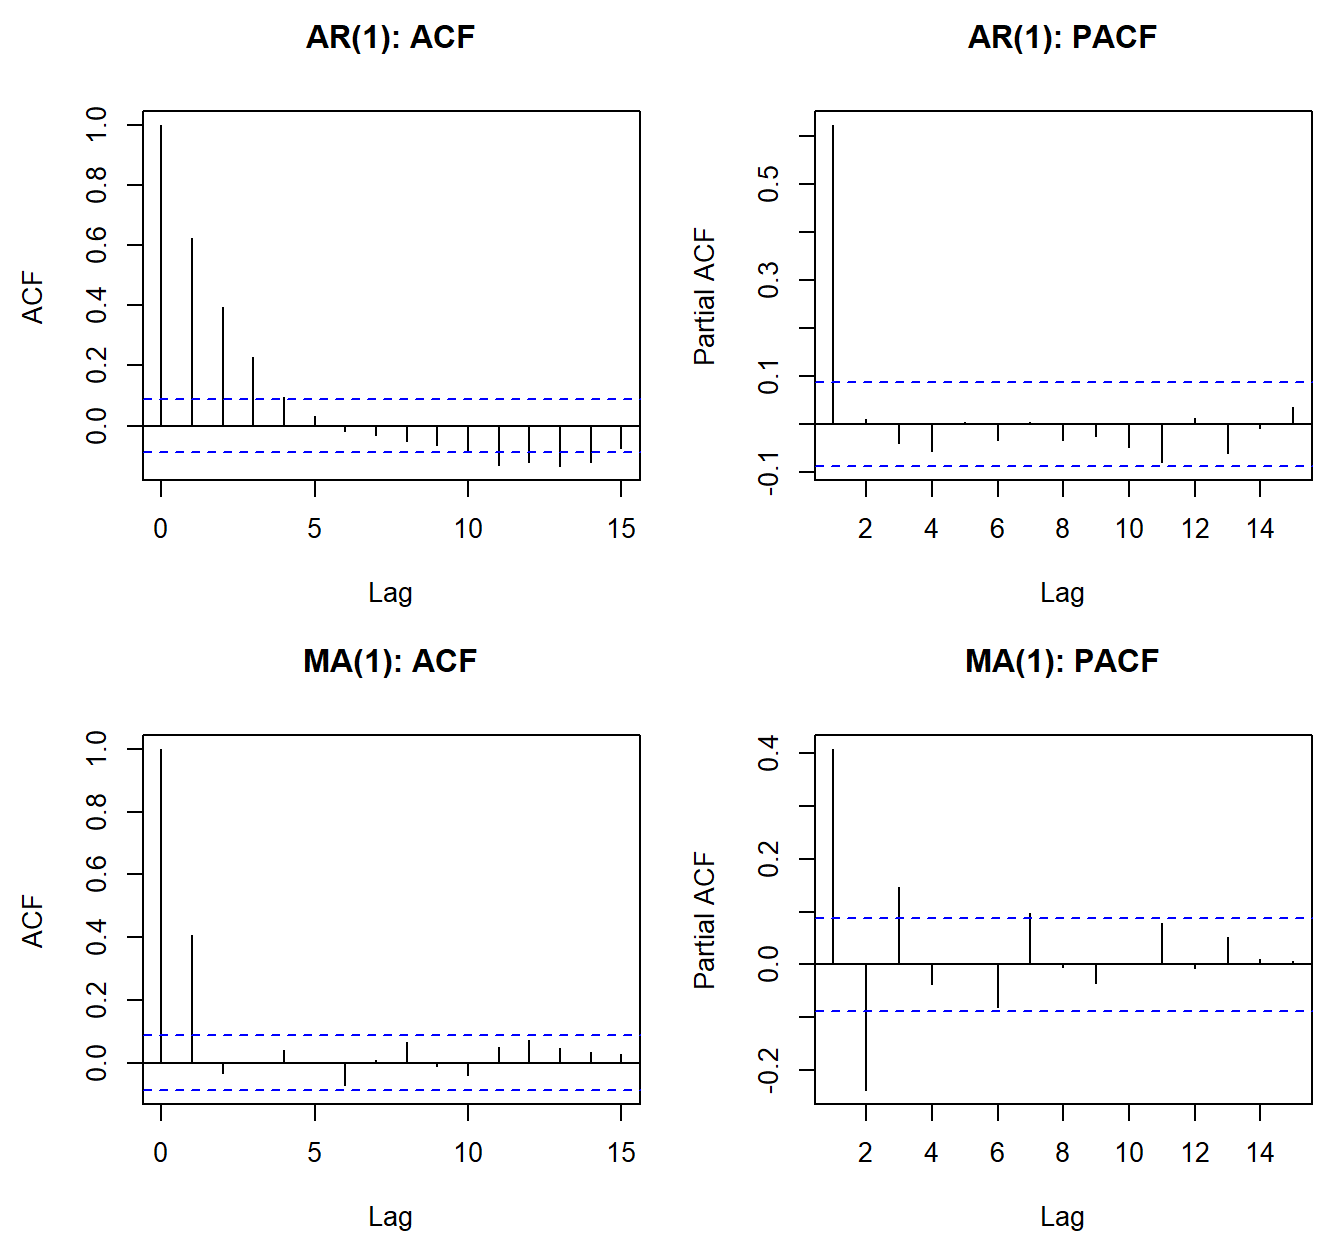 AR(1): ACF
ACF
0.0 0.2 0.4 0.6 0.8 1.0
0 5 10 15
Lag
AR(1): PACF
Partial ACF
-0.1 0.1 0.3 0.5
2 4 6 8 10 12 14
Lag
MA(1): ACF
ACF
0.0 0.2 0.4 0.6 0.8 1.0
0 5 10 15
Lag
MA(1): PACF
Partial ACF
-0.2 0.0 0.2 0.4
2 4 6 8 10 12 14
Lag